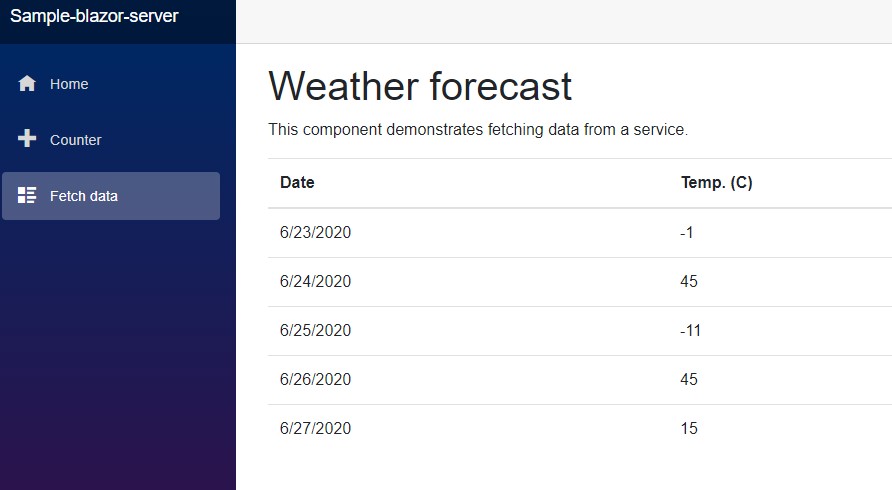 Sample-blazor-server
Home
Counter
Fetch data
Weather forecast
This component demonstrates fetching data from a service.
Date Temp. (C)
6/23/2020 -1
6/24/2020 45
6/25/2020 -11
6/26/2020 45
6/27/2020 15